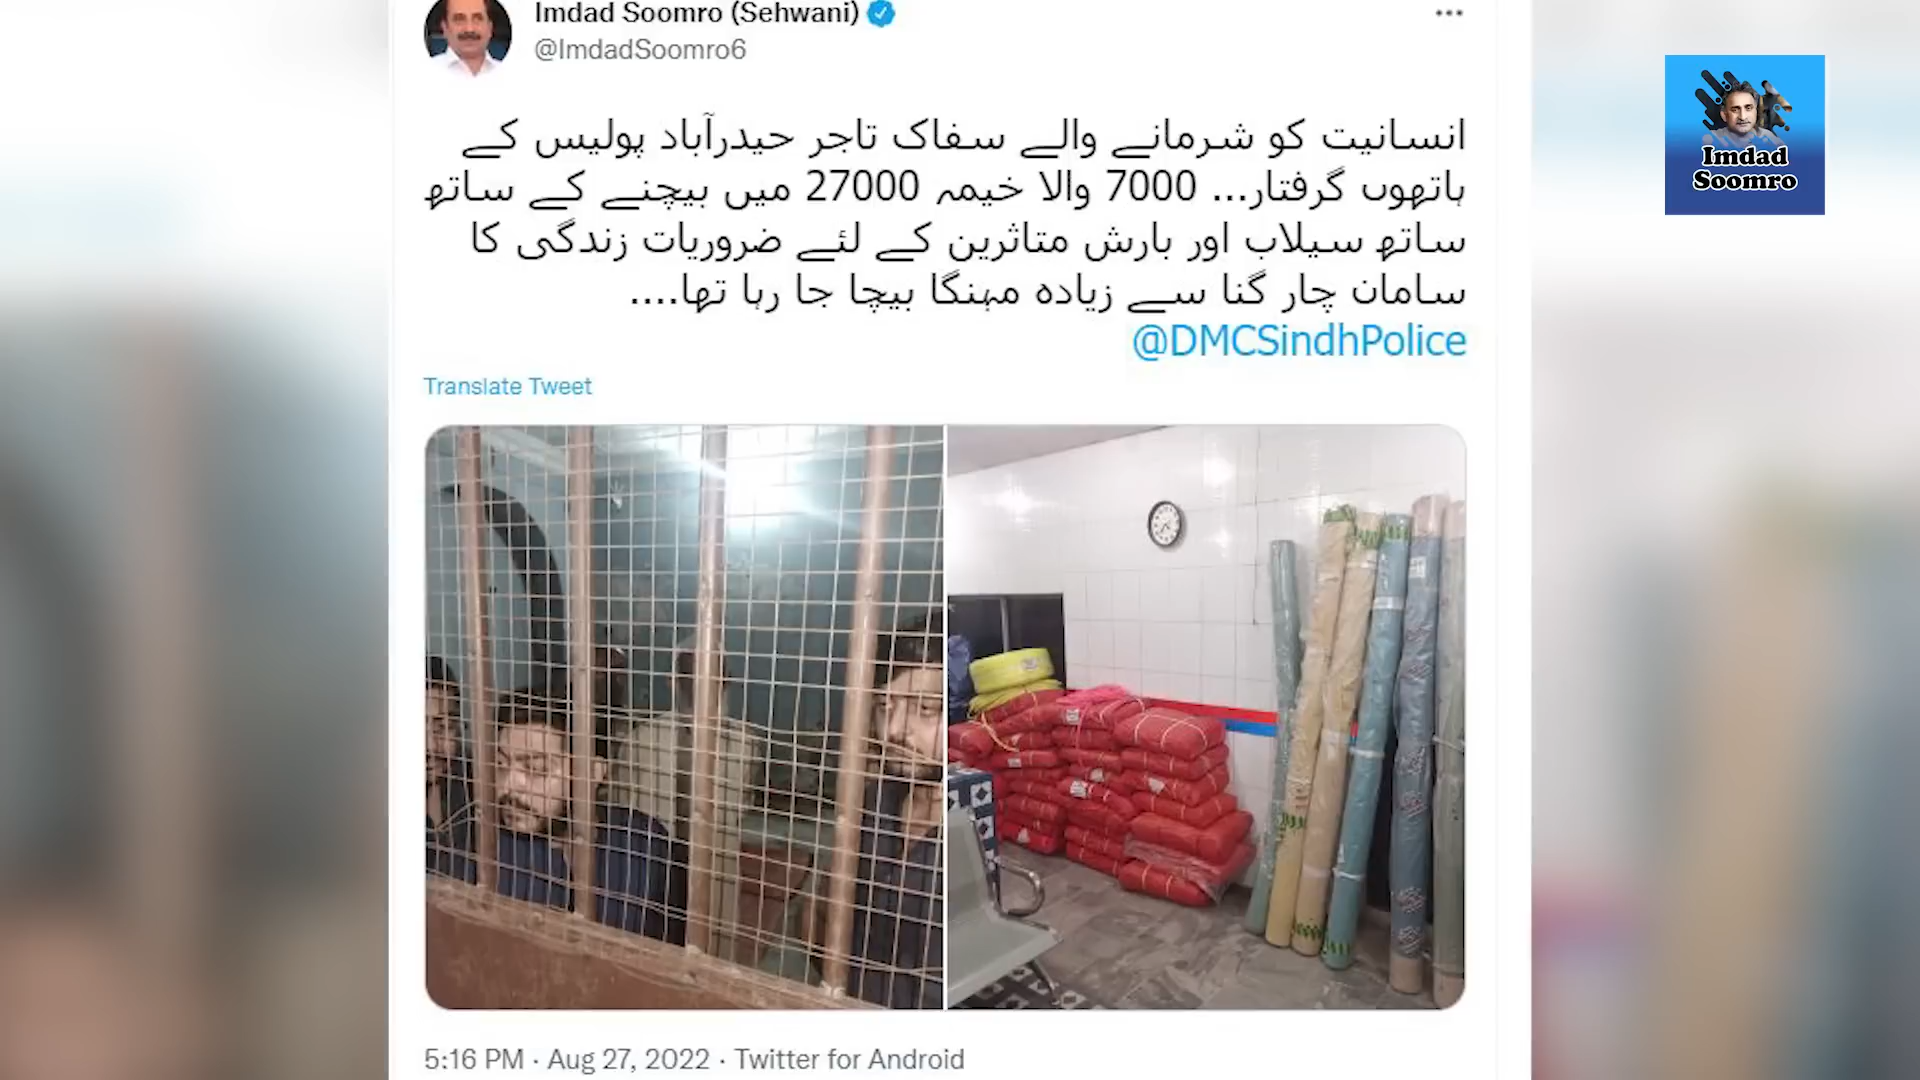 Imdad Soomro (Sehwani)
@ImdadSoomro6
انسانیت کو شرمانے والے سفاک تاجر حیدرآباد پولیس کے
ہاتھوں گرفتار... 7000 والا خیمہ 27000 میں بیچنے کے ساتھ
ساتھ سیلاب اور بارش متاثرین کے لئے ضروریات زندگی کا
سامان چار گنا سے زیادہ مہنگا بیچا جا رہا تھا....
@DMCSindhPolice
Translate Tweet
5:16 PM · Aug 27, 2022 · Twitter for Android
Imdad
Soomro